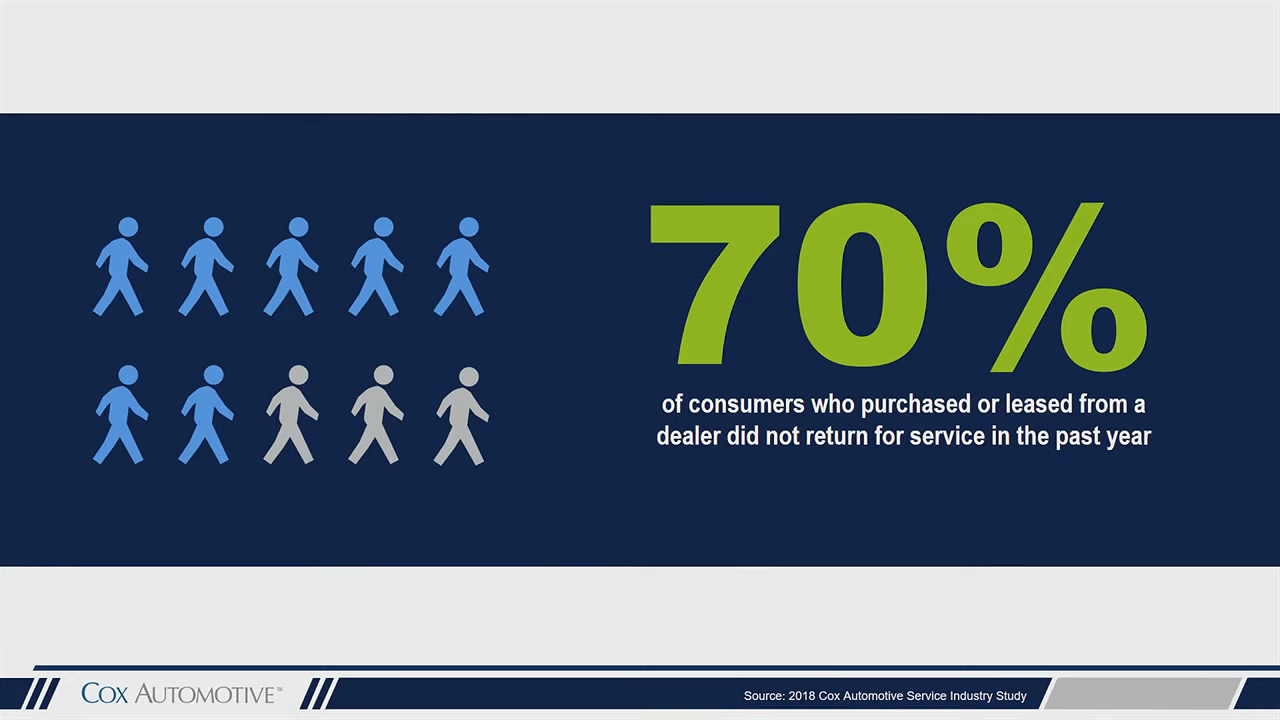 70%
of consumers who purchased or leased from a
dealer did not return for service in the past year
COX AUTOMOTIVE™
Source: 2018 Cox Automotive Service Industry Study